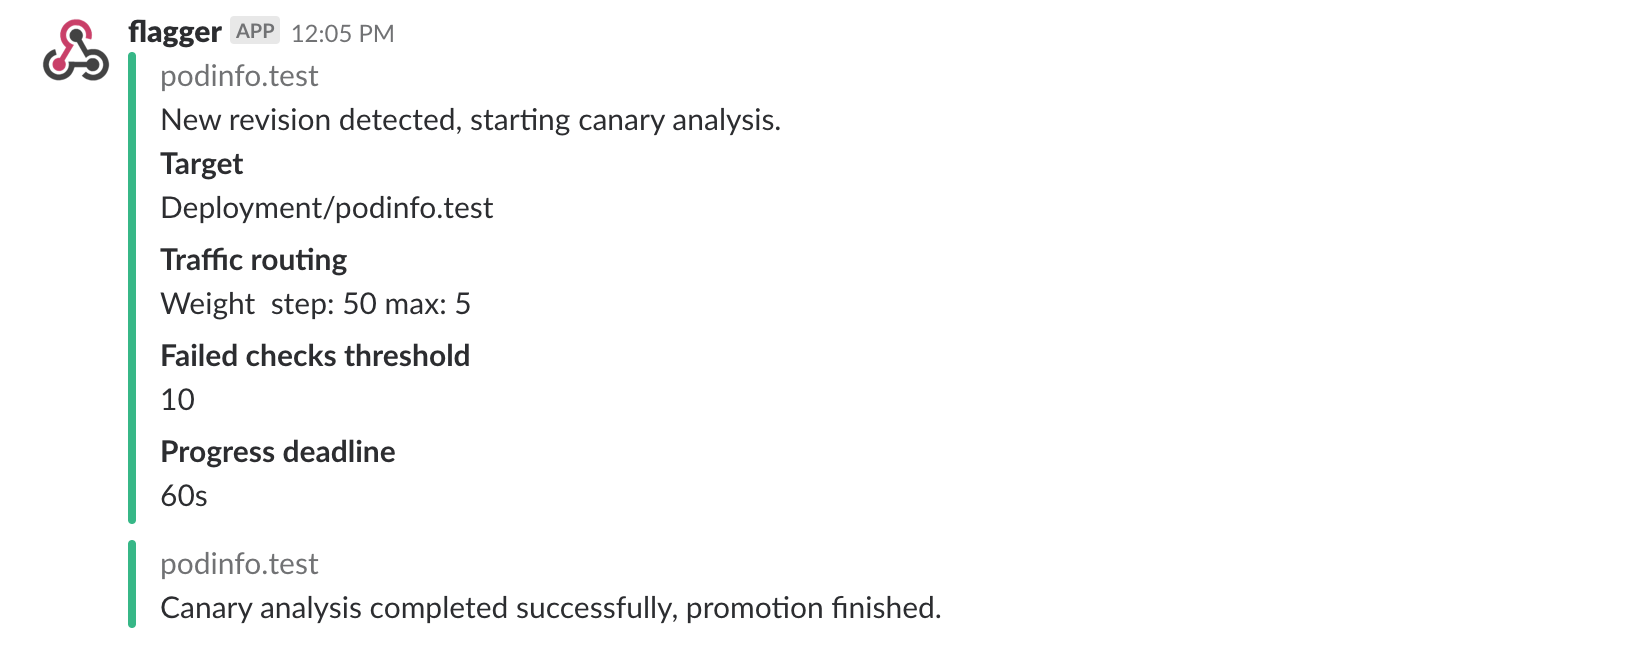 flagger APP 12:05 PM
podinfo.test
New revision detected, starting canary analysis.
Target
Deployment/podinfo.test
Traffic routing
Weight  step: 50 max: 5
Failed checks threshold
10
Progress deadline
60s
podinfo.test
Canary analysis completed successfully, promotion finished.